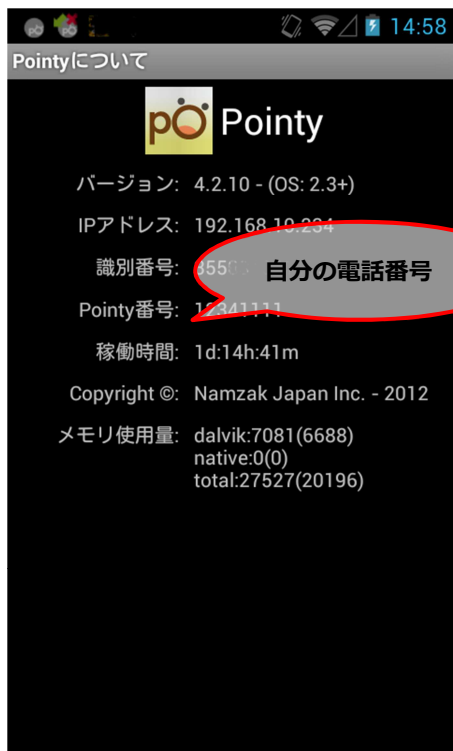 14:58
Pointyについて
pö Pointy
バージョン: 4.2.10 - (OS: 2.3+)
IPアドレス: 192.168.10.234
識別番号:
自分の電話番号
Pointy番号: 12341111
稼働時間: 1d:14h:41m
Copyright ©: Namzak Japan Inc. - 2012
メモリ使用量: dalvik:7081(6688)
native:0(0)
total:27527(20196)